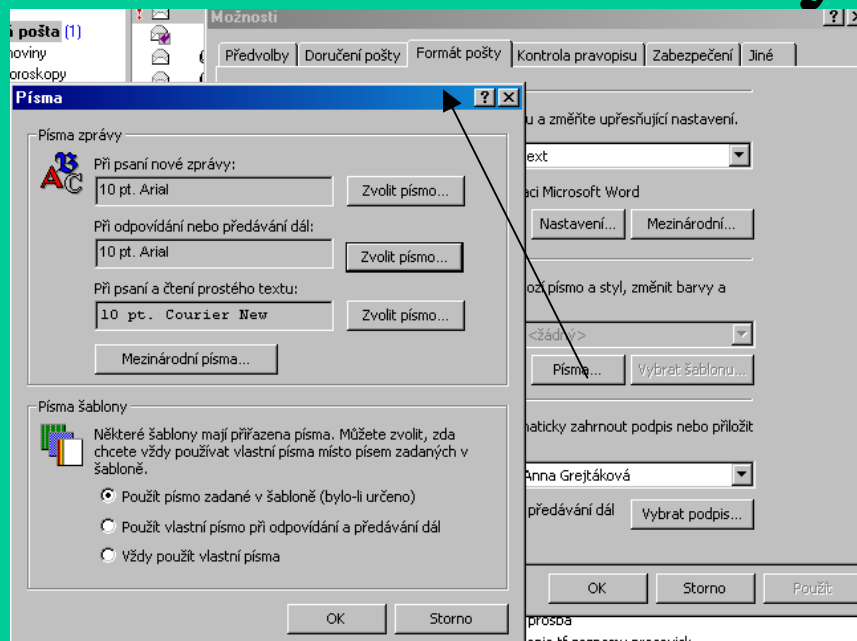 á pošta (1)
noviny
oroskopy
Možnosti
Předvolby Doručení pošty Formát pošty Kontrola pravopisu Zabezpečení Jiné
Písma
Písma zprávy
Při psaní nové zprávy:
10 pt. Arial Zvolit písmo...
Při odpovídání nebo předávání dál:
10 pt. Arial Zvolit písmo...
Při psaní a čtení prostého textu:
10 pt. Courier New Zvolit písmo...
Mezinárodní písma...
Písma šablony
Některé šablony mají přiřazena písma. Můžete zvolit, zda
chcete vždy používat vlastní písma místo písem zadaných v
šabloně.
Použít písmo zadané v šabloně (bylo-li určeno)
Použít vlastní písmo při odpovídání a předávání dál
Vždy použít vlastní písma
OK Storno
u a změňte upřesňující nastavení.
ext
aci Microsoft Word
Nastavení... Mezinárodní...
ozí písmo a styl, změnit barvy a
<žádný>
Písma... Vybrat šablonu...
naticky zahrnout podpis nebo přiložit
Anna Grejtáková
předávání dál Vybrat podpis...
OK Storno Použít
prosba